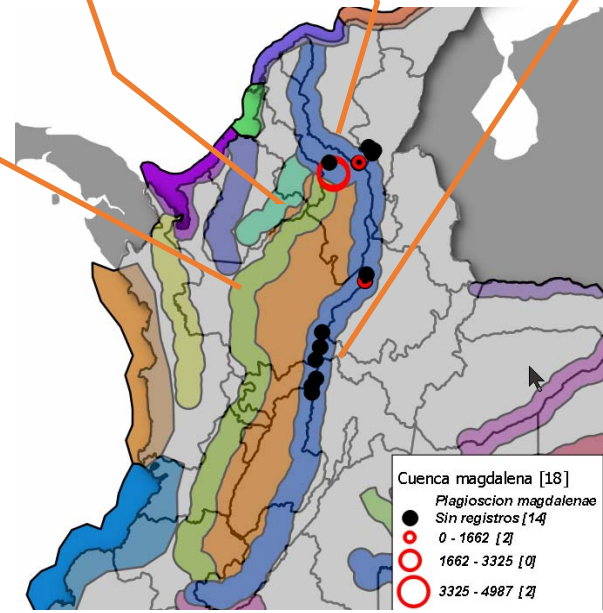 Cuenca magdalena [18]
Plagioscion magdalenae
Sin registros [14]
0 - 1662 [2]
1662 - 3325 [0]
3325 - 4987 [2]